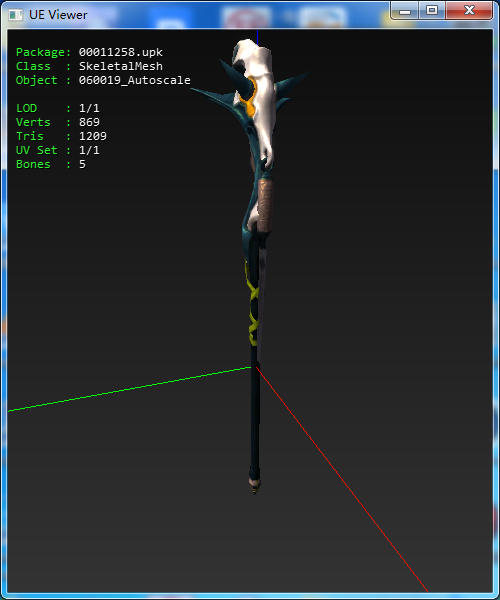 UE Viewer
Package: 00011258.upk
Class : SkeletalMesh
Object : 060019_Autoscale
LOD : 1/1
Verts : 869
Tris : 1209
UV Set : 1/1
Bones : 5